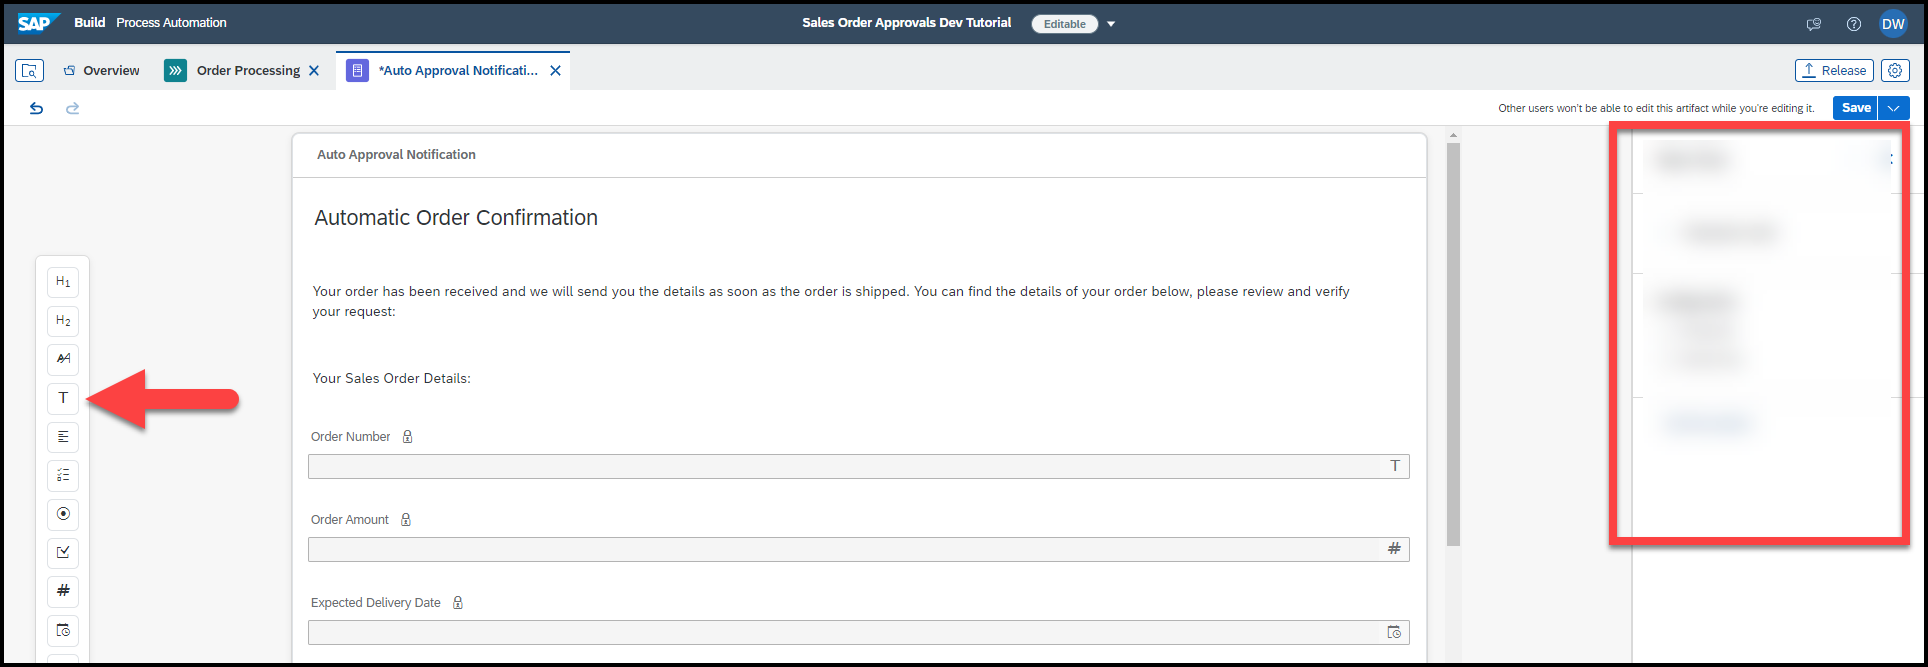 SAP Build Process Automation Sales Order Approvals Dev Tutorial Editable DW
Overview Order Processing *Auto Approval Notificati... Release
Other users won't be able to edit this artifact while you're editing it. Save
Auto Approval Notification
Automatic Order Confirmation
Your order has been received and we will send you the details as soon as the order is shipped. You can find the details of your order below, please review and verify
your request:
Your Sales Order Details:
Order Number
T
Order Amount
#
Expected Delivery Date
H1
H2
AA
T
#